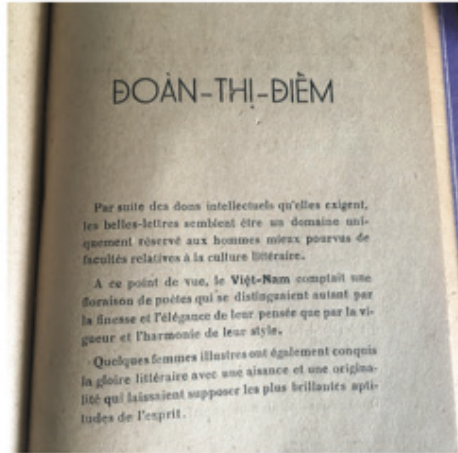 ĐOÀN-THỊ-ĐIỂM
Par suite des dons intellectuels qu'elles exigent,
les belles-lettres semblent être un domaine uni-
quement réservé aux hommes mieux pourvus de
facultés relatives à la culture littéraire.
A ce point de vue, le Việt-Nam comptait une
floraison de poètes qui se distinguaient autant par
la finesse et l'élégance de leur pensée que par la vi-
gueur et l'harmonie de leur style.
Quelques femmes illustres ont également conquis
la gloire littéraire avec une aisance et une origina-
lité qui laissaient supposer les plus brillantes apti-
tudes de l'esprit.